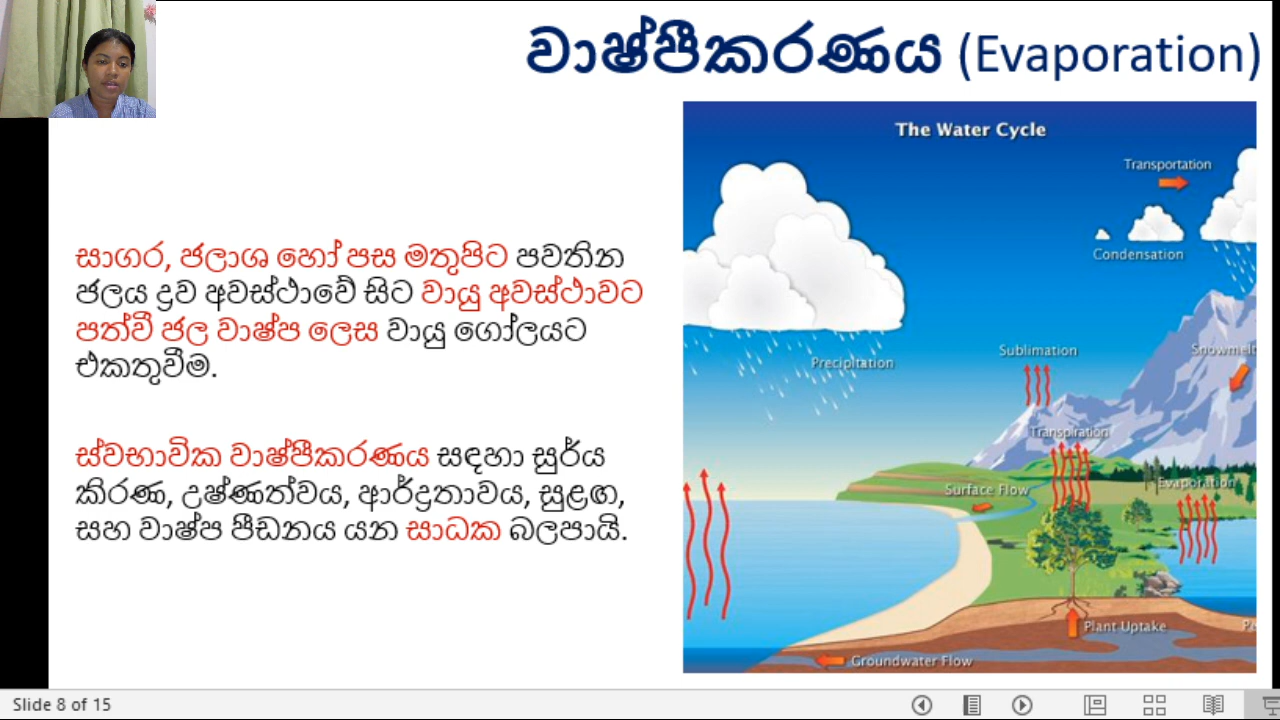 වාෂ්පීකරණය (Evaporation)
සාගර, ජලාශ හෝ පස මතුපිට පවතින
ජලය ද්‍රව අවස්ථාවේ සිට වායු අවස්ථාවට
පත්වී ජල වාෂ්ප ලෙස වායු ගෝලයට
එකතුවීම.
ස්වභාවික වාෂ්පීකරණය සඳහා සුර්ය
කිරණ, උෂ්ණත්වය, ආර්ද්‍රතාවය, සුළඟ,
සහ වාෂ්ප පීඩනය යන සාධක බලපායි.
The Water Cycle
Transportation
Condensation
Precipitation
Sublimation
Transpiration
Surface Flow
Evaporation
Plant Uptake
Groundwater Flow
Slide 8 of 15